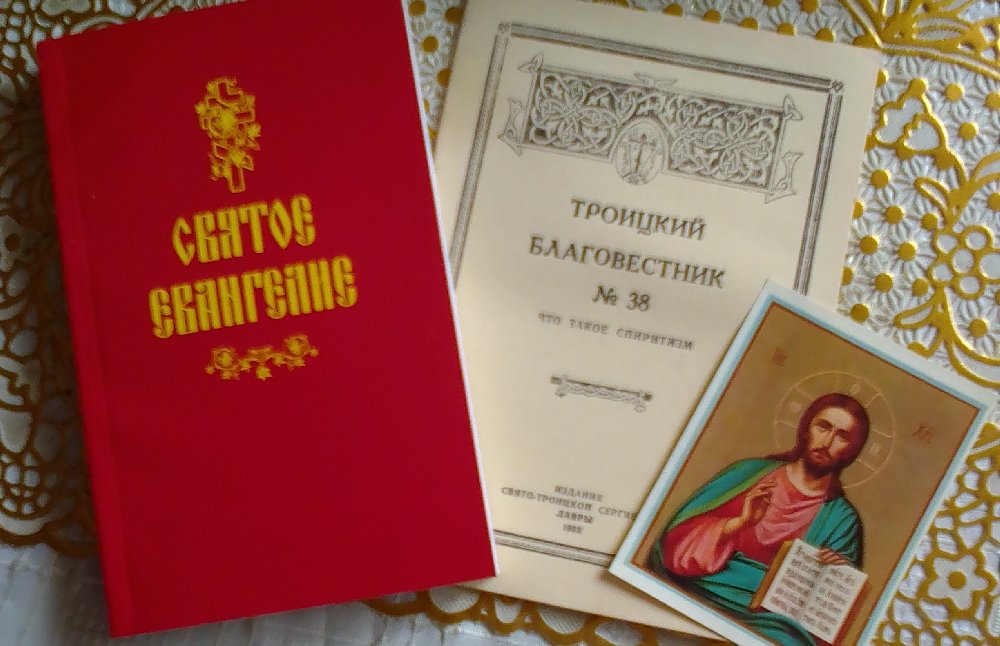 СВЯТОЕ
ЕВАНГЕЛИЕ
ТРОИЦКИЙ
БЛАГОВЕСТНИК
№ 38
ЧТО ТАКОЕ СПИРИТИЗМ
ИЗДАНИЕ
СВЯТО-ТРОИЦКОЙ СЕРГИ
ЛАВРЫ